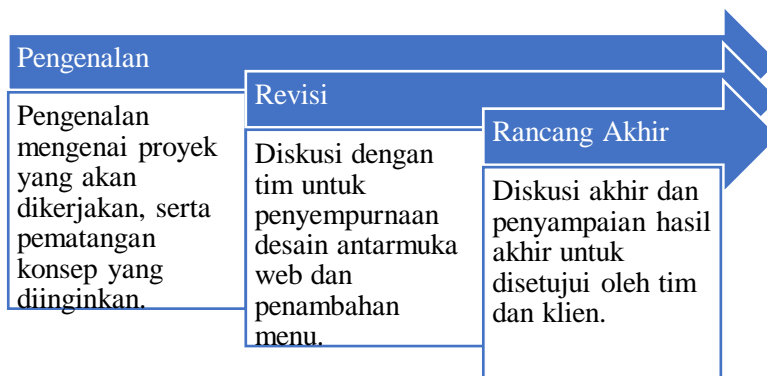 Pengenalan
Pengenalan
mengenai proyek
yang akan
dikerjakan, serta
pematangan
konsep yang
diinginkan.
Revisi
Diskusi dengan
tim untuk
penyempurnaan
desain antarmuka
web dan
penambahan
menu.
Rancang Akhir
Diskusi akhir dan
penyampaian hasil
akhir untuk
disetujui oleh tim
dan klien.